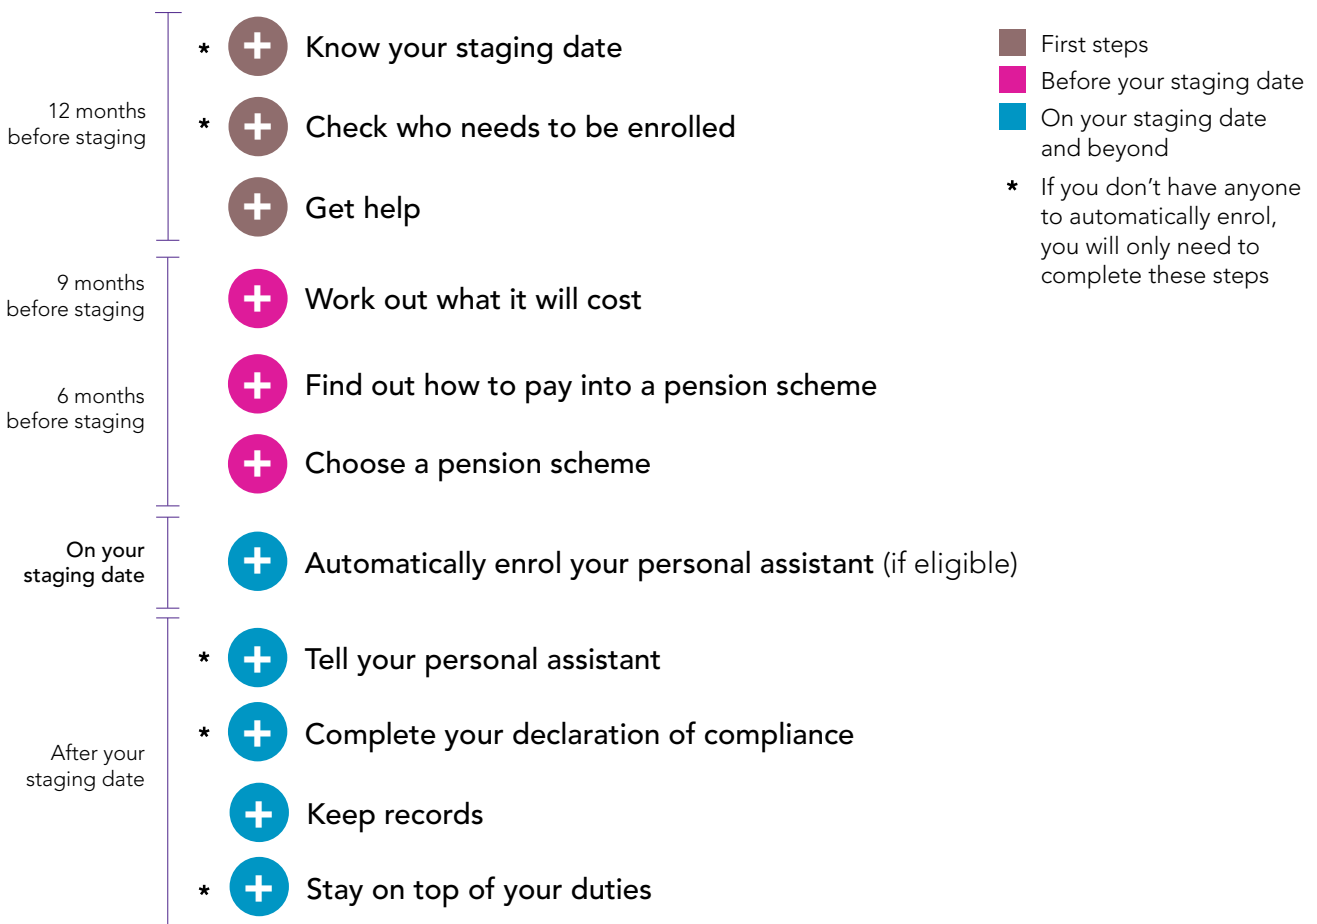 12 months
before staging
* Know your staging date
* Check who needs to be enrolled
Get help
9 months
before staging
Work out what it will cost
6 months
before staging
Find out how to pay into a pension scheme
Choose a pension scheme
On your
staging date
Automatically enrol your personal assistant (if eligible)
After your
staging date
* Tell your personal assistant
* Complete your declaration of compliance
Keep records
* Stay on top of your duties
First steps
Before your staging date
On your staging date
and beyond
* If you don’t have anyone
to automatically enrol,
you will only need to
complete these steps